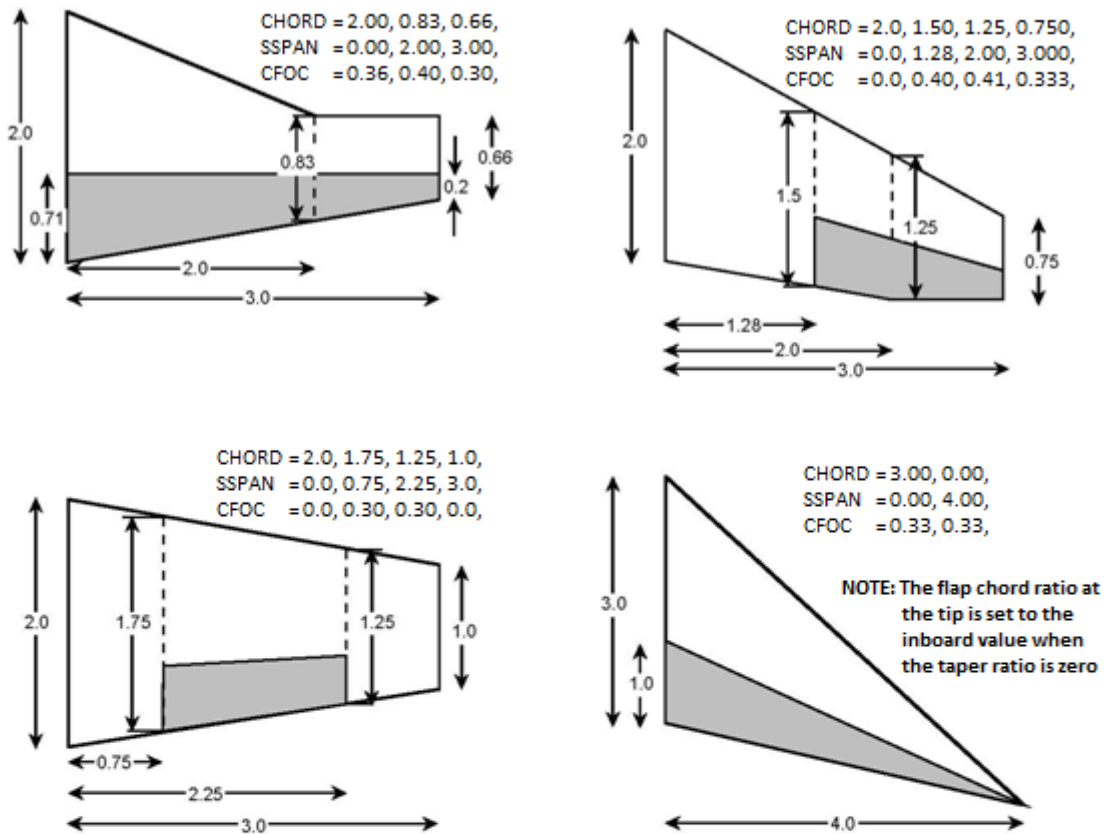 CHORD = 2.00, 0.83, 0.66,
SSPAN = 0.00, 2.00, 3.00,
CFOC = 0.36, 0.40, 0.30,
2.0
0.83
0.66
0.2
0.71
2.0
3.0
CHORD = 2.0, 1.50, 1.25, 0.750,
SSPAN = 0.0, 1.28, 2.00, 3.000,
CFOC = 0.0, 0.40, 0.41, 0.333,
2.0
1.5
1.25
0.75
1.28
2.0
3.0
CHORD = 2.0, 1.75, 1.25, 1.0,
SSPAN = 0.0, 0.75, 2.25, 3.0,
CFOC = 0.0, 0.30, 0.30, 0.0,
2.0
1.75
1.25
1.0
0.75
2.25
3.0
CHORD = 3.00, 0.00,
SSPAN = 0.00, 4.00,
CFOC = 0.33, 0.33,
NOTE: The flap chord ratio at
the tip is set to the
inboard value when
the taper ratio is zero
3.0
1.0
4.0